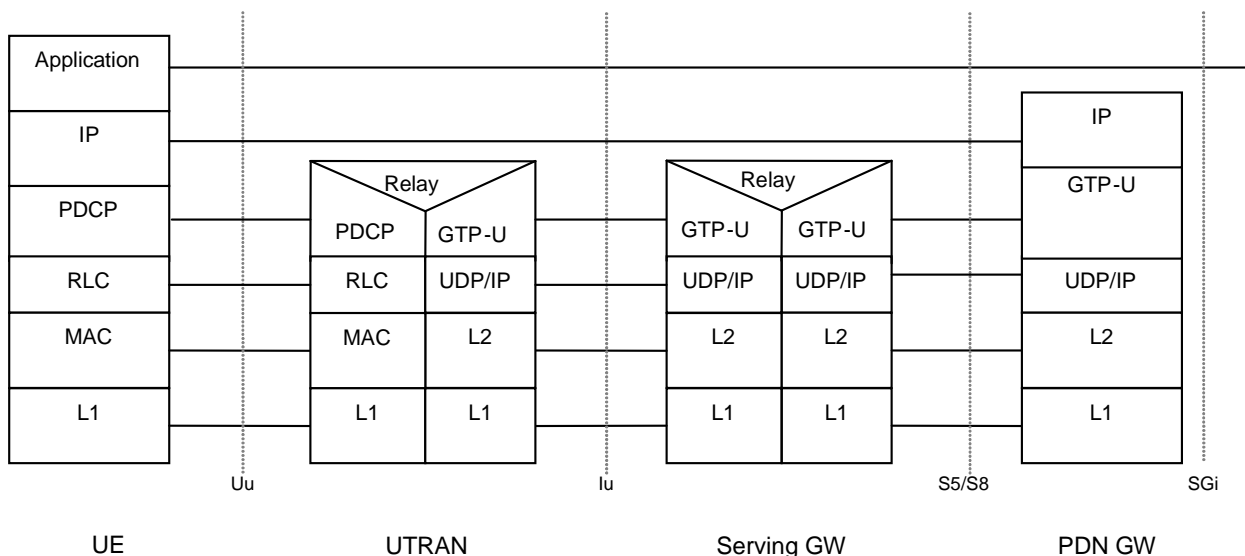 Application
IP
IP
Relay
Relay
GTP-U
PDCP
PDCP
GTP-U
GTP-U
GTP-U
RLC
RLC
UDP/IP
UDP/IP
UDP/IP
UDP/IP
MAC
MAC
L2
L2
L2
L2
L1
L1
L1
L1
L1
L1
Uu
Iu
S5/S8
SGi
UE
UTRAN
Serving GW
PDN GW